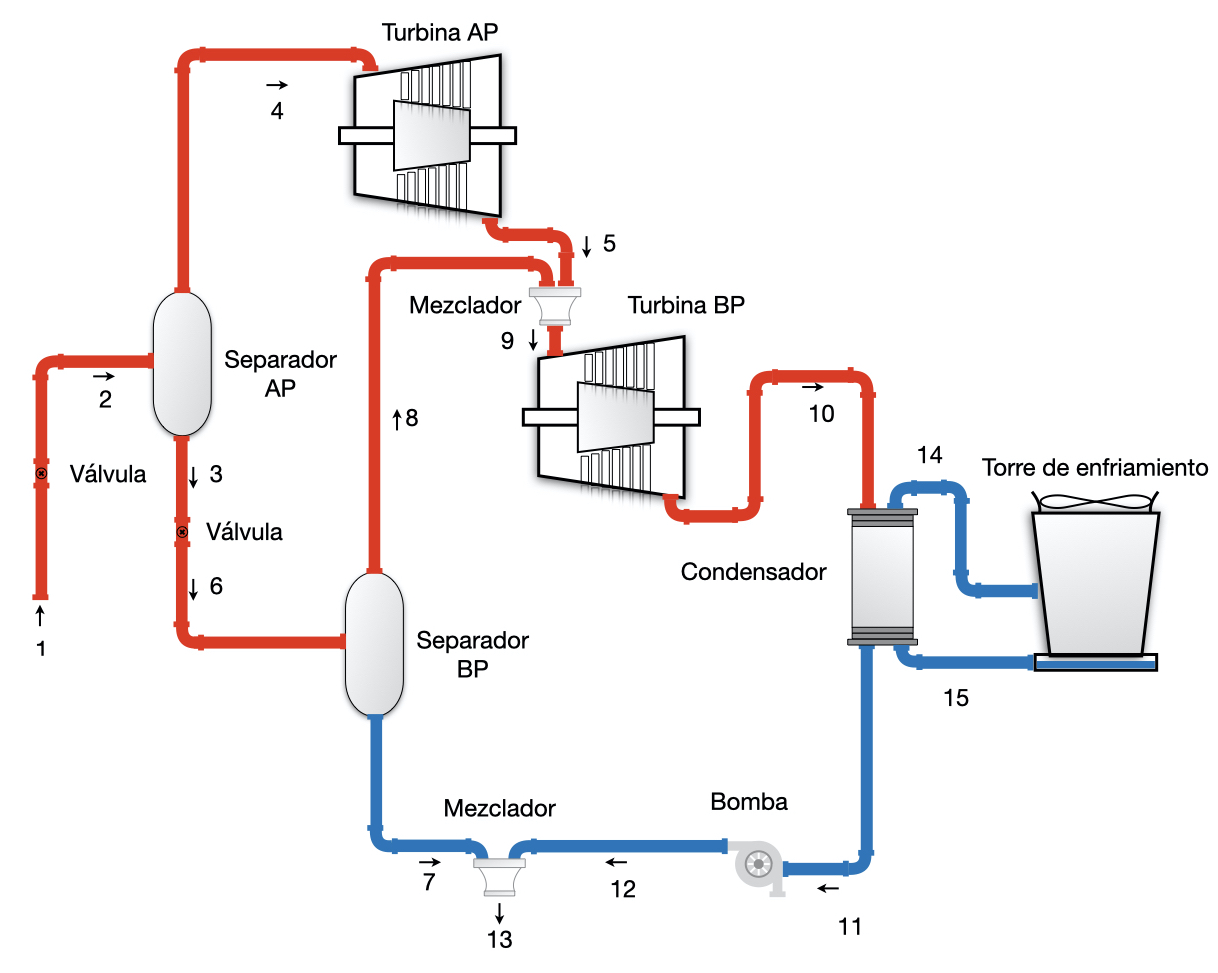 Turbina AP
4
5
Mezclador
Turbina BP
9
Separador
AP
2
10
8
14
Torre de enfriamiento
Válvula
3
Válvula
Condensador
6
1
Separador
BP
15
Mezclador
Bomba
7
12
11
13